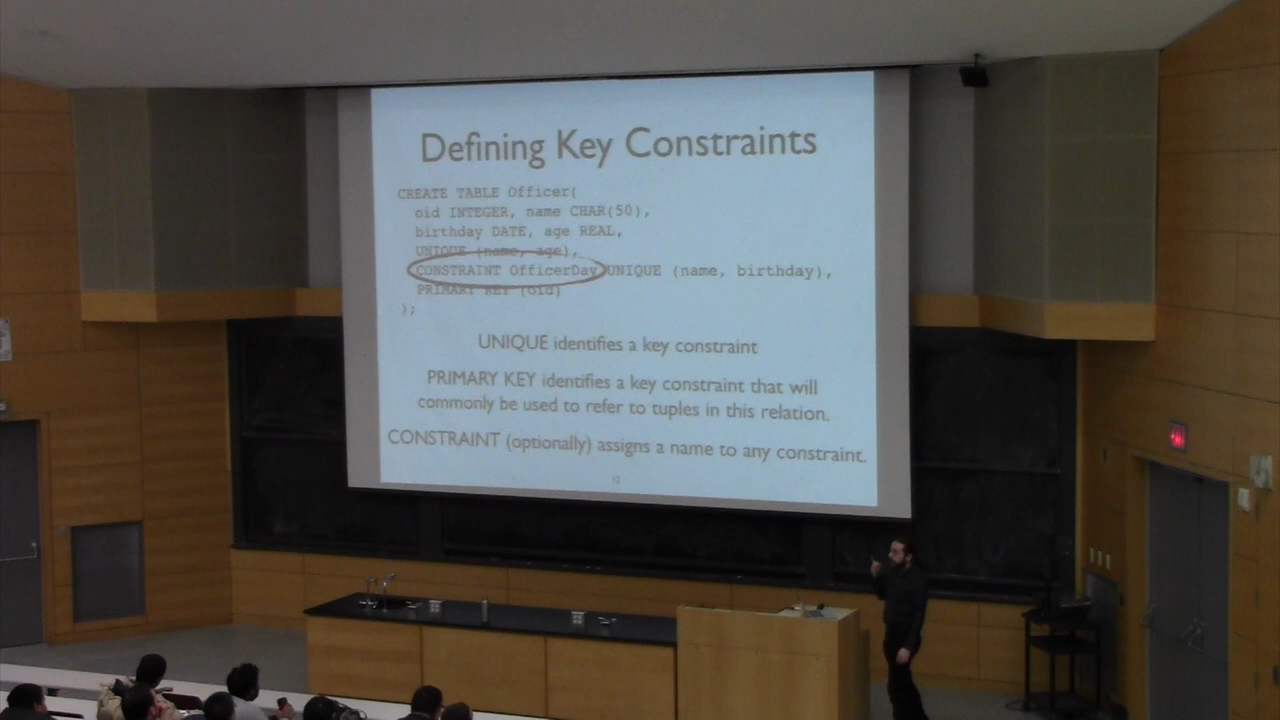 Defining Key Constraints
CREATE TABLE Officer(
oid INTEGER, name CHAR(50),
birthday DATE, age REAL,
UNIQUE (name, age),
CONSTRAINT OfficerDay UNIQUE (name, birthday),
PRIMARY KEY (oid)
);
UNIQUE identifies a key constraint
PRIMARY KEY identifies a key constraint that will
commonly be used to refer to tuples in this relation.
CONSTRAINT (optionally) assigns a name to any constraint.